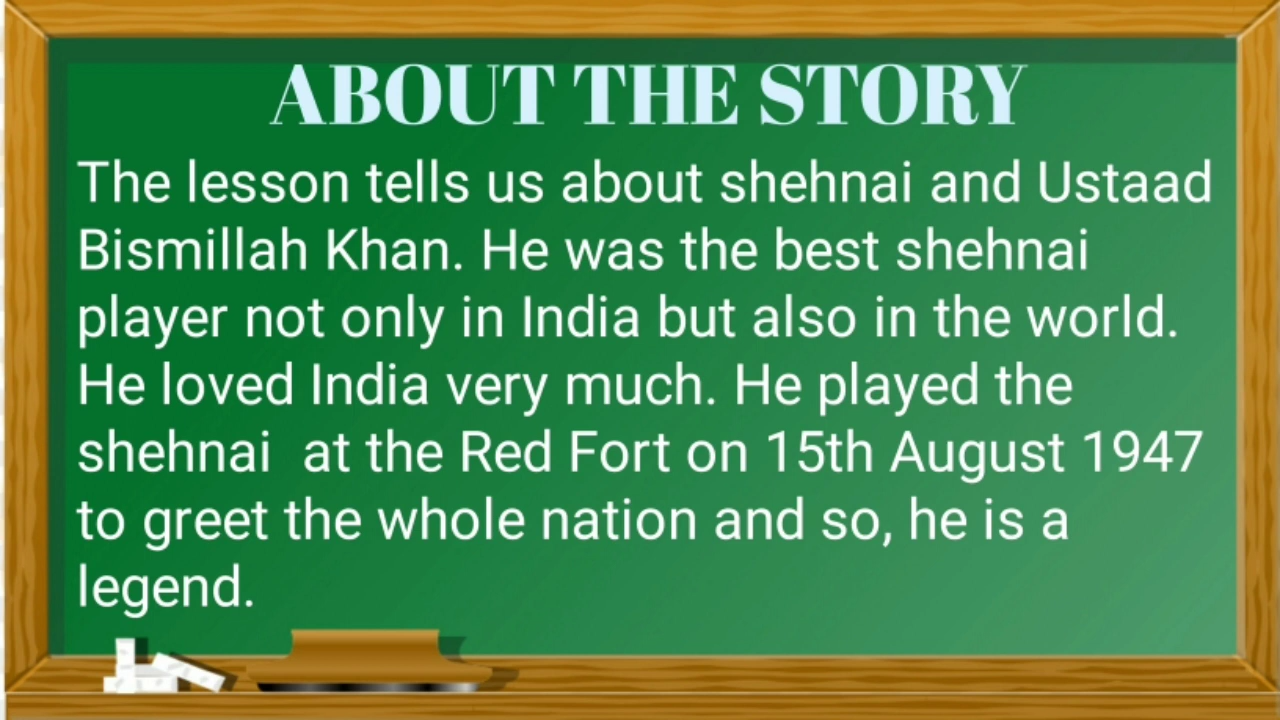 ABOUT THE STORY
The lesson tells us about shehnai and Ustaad
Bismillah Khan. He was the best shehnai
player not only in India but also in the world.
He loved India very much. He played the
shehnai  at the Red Fort on 15th August 1947
to greet the whole nation and so, he is a
legend.